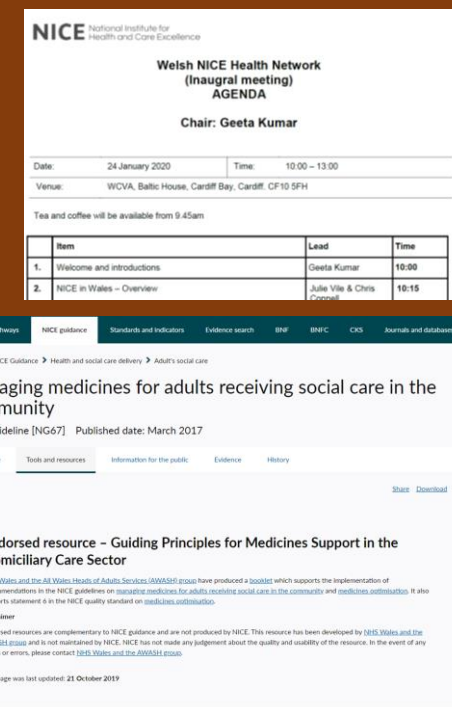 NICE National Institute for
Health and Care Excellence
Welsh NICE Health Network
(Inaugral meeting)
AGENDA
Chair: Geeta Kumar
Date: 24 January 2020 Time: 10:00 – 13:00
Venue: WCVA, Baltic House, Cardiff Bay, Cardiff. CF10 5FH
Tea and coffee will be available from 9.45am
Item Lead Time
1. Welcome and introductions Geeta Kumar 10:00
2. NICE in Wales – Overview Julie Vile & Chris 10:15
Connell
hways NICE guidance Standards and indicators Evidence search BNF BNFC CKS Journals and databases
CE Guidance > Health and social care delivery > Adult's social care
aging medicines for adults receiving social care in the
munity
ideline [NG67] Published date: March 2017
Tools and resources Information for the public Evidence History
Share Download
dorsed resource – Guiding Principles for Medicines Support in the
miciliary Care Sector
Wales and the All Wales Heads of Adults Services (AWASH) group have produced a booklet which supports the implementation of
mendations in the NICE guidelines on managing medicines for adults receiving social care in the community and medicines optimisation. It also
rts statement 6 in the NICE quality standard on medicines optimisation.
aimer
sed resources are complementary to NICE guidance and are not produced by NICE. This resource has been developed by NHS Wales and the
SH group and is not maintained by NICE. NICE has not made any judgement about the quality and usability of the resource. In the event of any
or errors, please contact NHS Wales and the AWASH group.
age was last updated: 21 October 2019